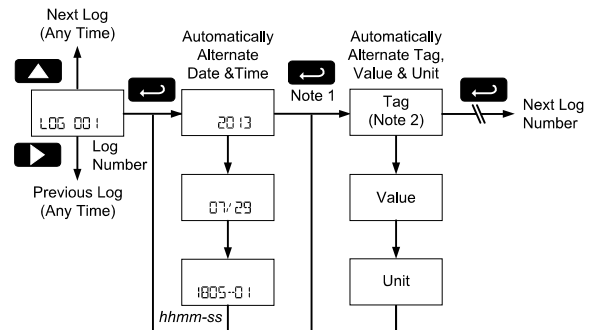 Next Log
(Any Time)
Automatically
Alternate
Date &Time
Automatically
Alternate Tag,
Value & Unit
Note 1
LOG 001
2013
Tag
(Note 2)
Next Log
Number
Log
Number
Previous Log
(Any Time)
07/29
Value
1805--01
Unit
hhmm-ss